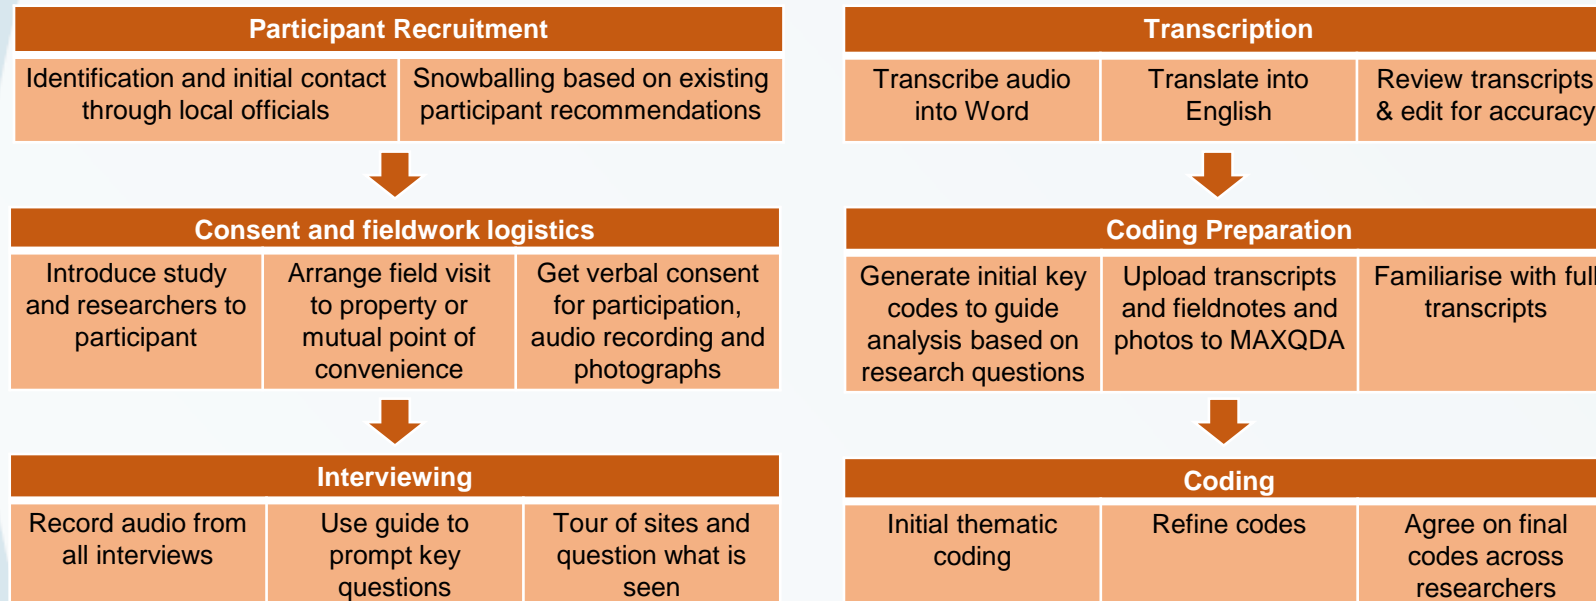 Participant Recruitment
Identification and initial contact
through local officials
Snowballing based on existing
participant recommendations
Consent and fieldwork logistics
Introduce study
and researchers to
participant
Arrange field visit
to property or
mutual point of
convenience
Get verbal consent
for participation,
audio recording and
photographs
Interviewing
Record audio from
all interviews
Use guide to
prompt key
questions
Tour of sites and
question what is
seen
Transcription
Transcribe audio
into Word
Translate into
English
Review transcripts
& edit for accuracy
Coding Preparation
Generate initial key
codes to guide
analysis based on
research questions
Upload transcripts
and fieldnotes and
photos to MAXQDA
Familiarise with full
transcripts
Coding
Initial thematic
coding
Refine codes
Agree on final
codes across
researchers